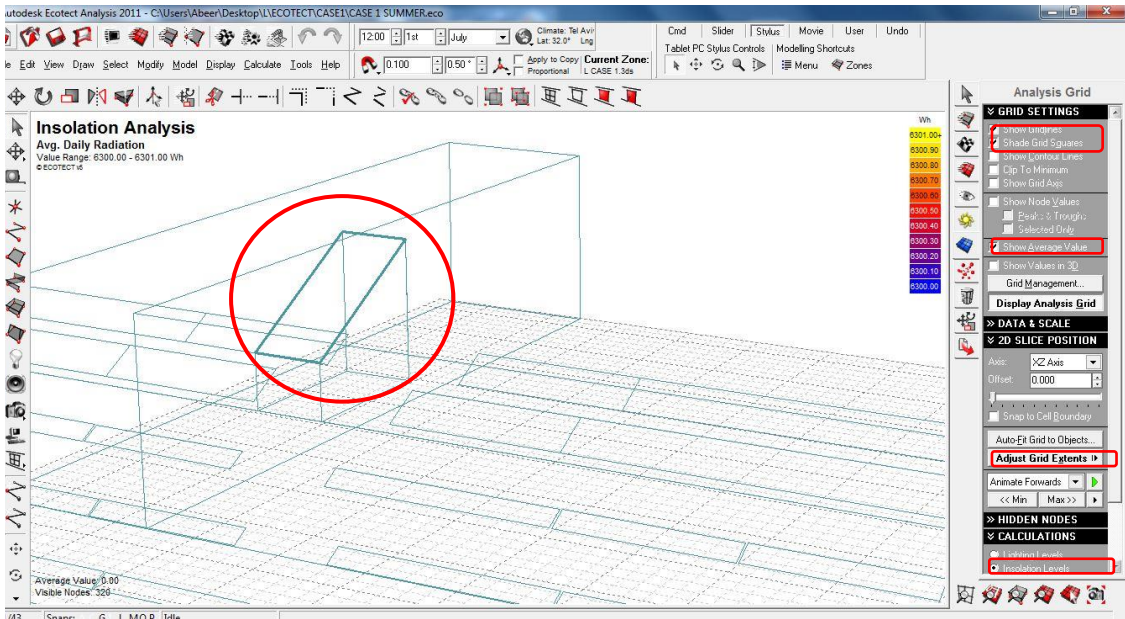 Autodesk Ecotect Analysis 2011 - C:\Users\Abeer\Desktop\L\ECOTECT\CASE1\CASE 1 SUMMER.eco
12:00 1st July
Climate: Tel Avi
Lat: 32.0° Lng
Cmd Slider Stylus Movie User Undo
Tablet PC Stylus Controls Modelling Shortcuts
Edit View Draw Select Modify Model Display Calculate Tools Help
0.100 0.50°
Apply to Copy
Proportional
Current Zone:
L CASE 1.3ds
Menu Zones
Insolation Analysis
Avg. Daily Radiation
Value Range: 6300.00 - 6301.00 Wh
© ECOTECT v5
Wh
6301.00+
6300.90
6300.80
6300.70
6300.60
6300.50
6300.40
6300.30
6300.20
6300.10
6300.00
Average Value: 0.00
Visible Nodes: 320
Analysis Grid
GRID SETTINGS
Show Gridlines
Shade Grid Squares
Show Contour Lines
Clip To Minimum
Show Grid Axis
Show Node Values
Peaks & Troughs
Selected Only
Show Average Value
Show Values in 3D
Grid Management...
Display Analysis Grid
» DATA & SCALE
2D SLICE POSITION
Axis: XZ Axis
Offset: 0.000
Snap to Cell Boundary
Auto-Fit Grid to Objects...
Adjust Grid Extents
Animate Forwards
<< Min Max >>
» HIDDEN NODES
CALCULATIONS
Lighting Levels
Insolation Levels
Snaps: G I MOP Idle